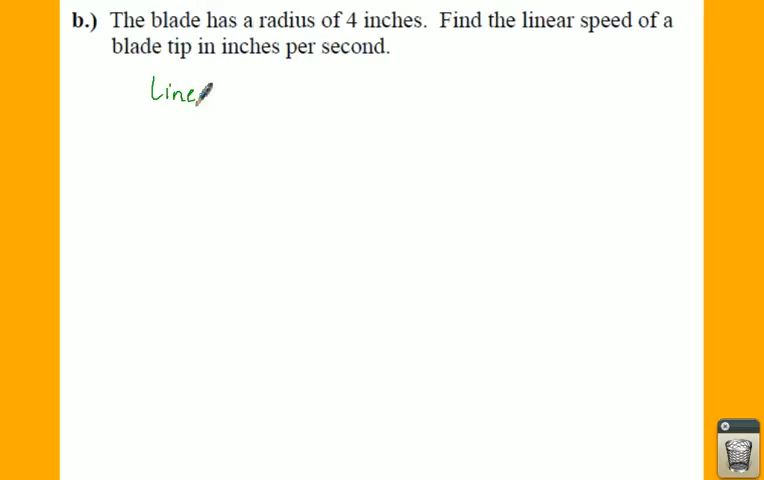 b.) The blade has a radius of 4 inches. Find the linear speed of a
blade tip in inches per second.
Line